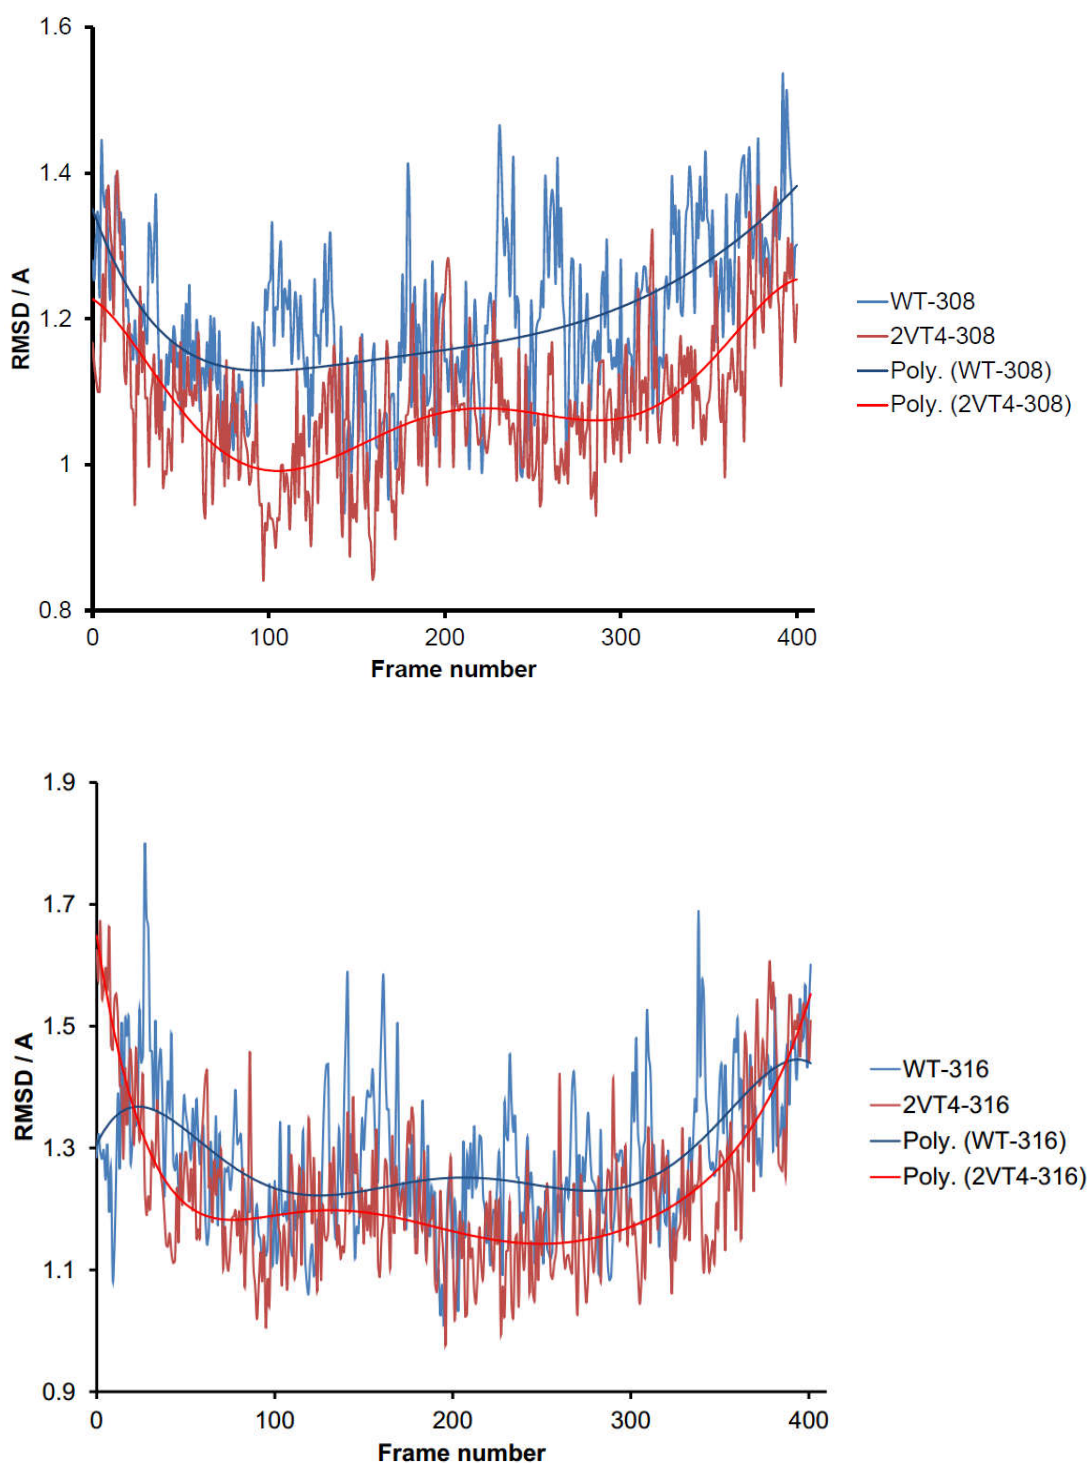 1.6
1.4
1.2
1
0.8
RMSD / A
0
100
200
300
400
Frame number
WT-308
2VT4-308
Poly. (WT-308)
Poly. (2VT4-308)
1.9
1.7
1.5
1.3
1.1
0.9
RMSD / A
0
100
200
300
400
Frame number
WT-316
2VT4-316
Poly. (WT-316)
Poly. (2VT4-316)